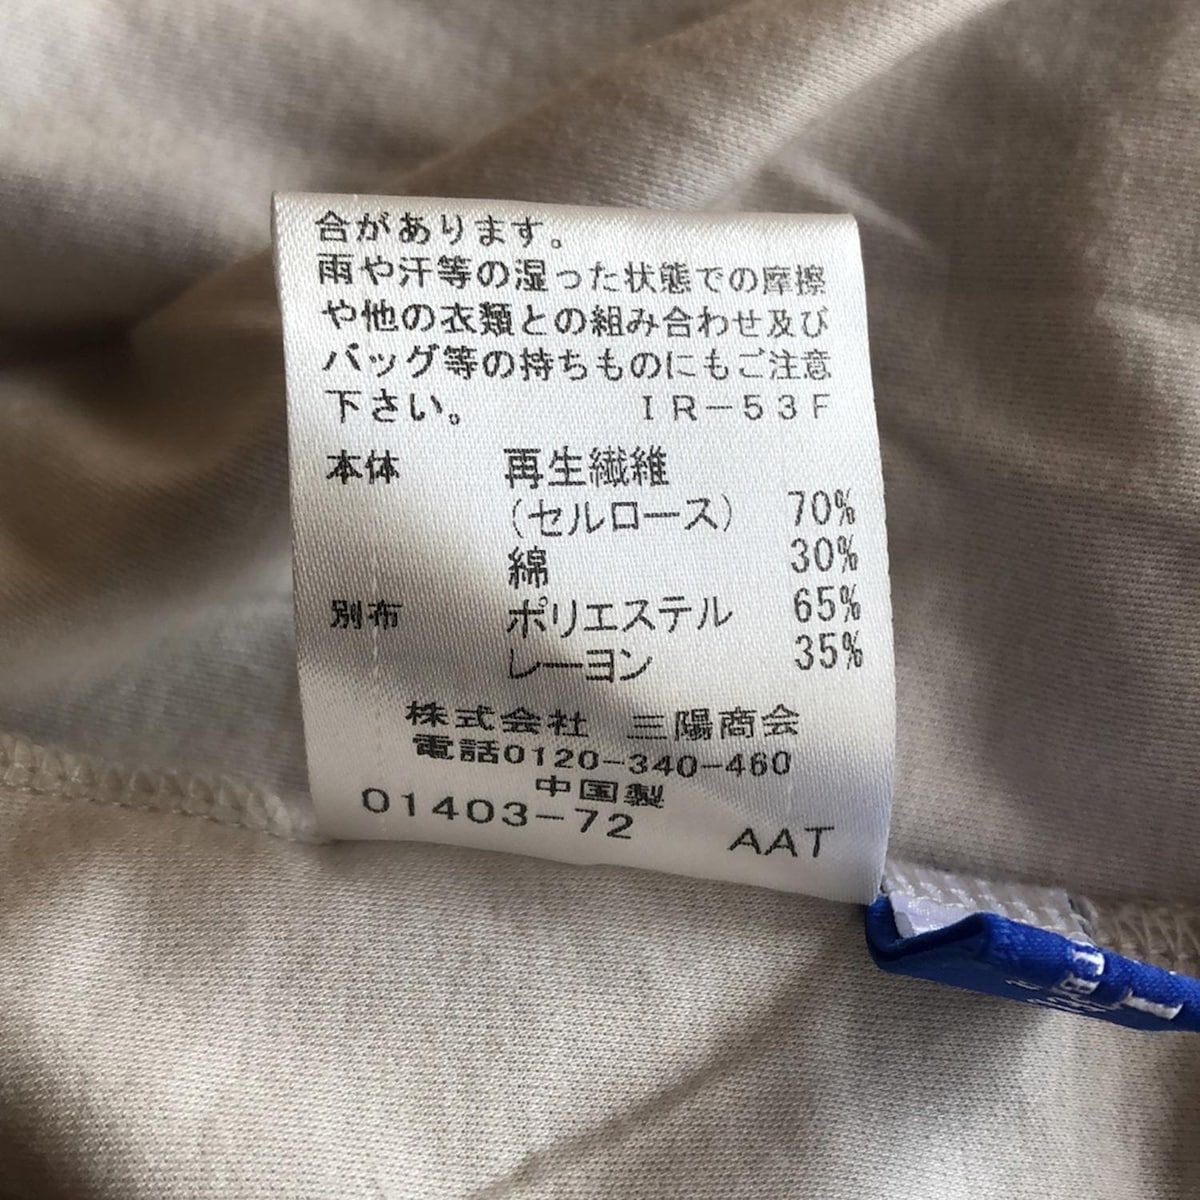 合があります。
雨や汗等の湿った状態での摩擦
や他の衣類との組み合わせ及び
バッグ等の持ちものにもご注意
下さい。 IR-53F
本体 再生繊維
(セルロース) 70%
綿 30%
別布 ポリエステル 65%
レーヨン 35%
株式会社 三陽商会
電話0120-340-460
中国製
01403-72 AAT